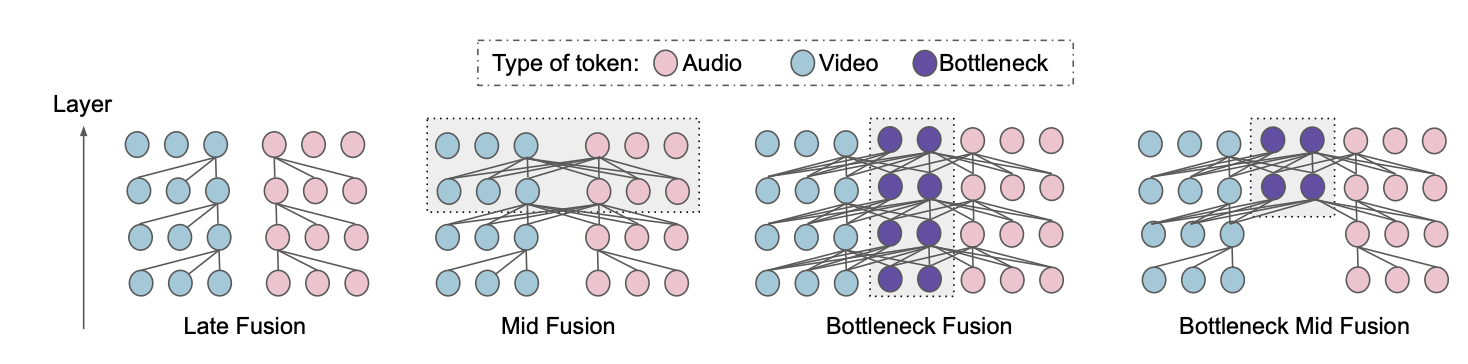 Type of token: Audio Video Bottleneck
Layer
Late Fusion
Mid Fusion
Bottleneck Fusion
Bottleneck Mid Fusion